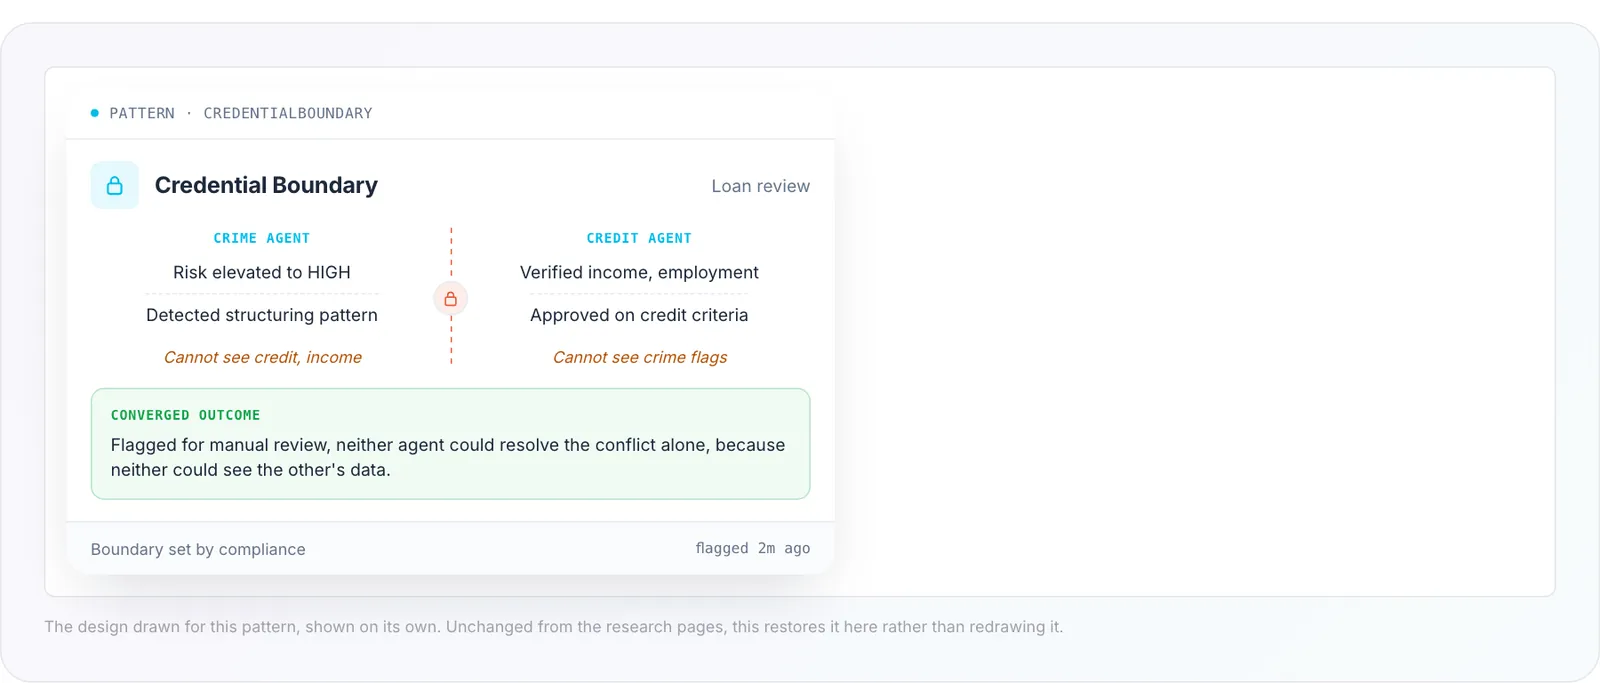 PATTERN · CREDENTIALBOUNDARY
Credential Boundary
Loan review
CRIME AGENT
Risk elevated to HIGH
Detected structuring pattern
Cannot see credit, income
CREDIT AGENT
Verified income, employment
Approved on credit criteria
Cannot see crime flags
CONVERGED OUTCOME
Flagged for manual review, neither agent could resolve the conflict alone, because
neither could see the other's data.
Boundary set by compliance
flagged 2m ago
The design drawn for this pattern, shown on its own. Unchanged from the research pages, this restores it here rather than redrawing it.